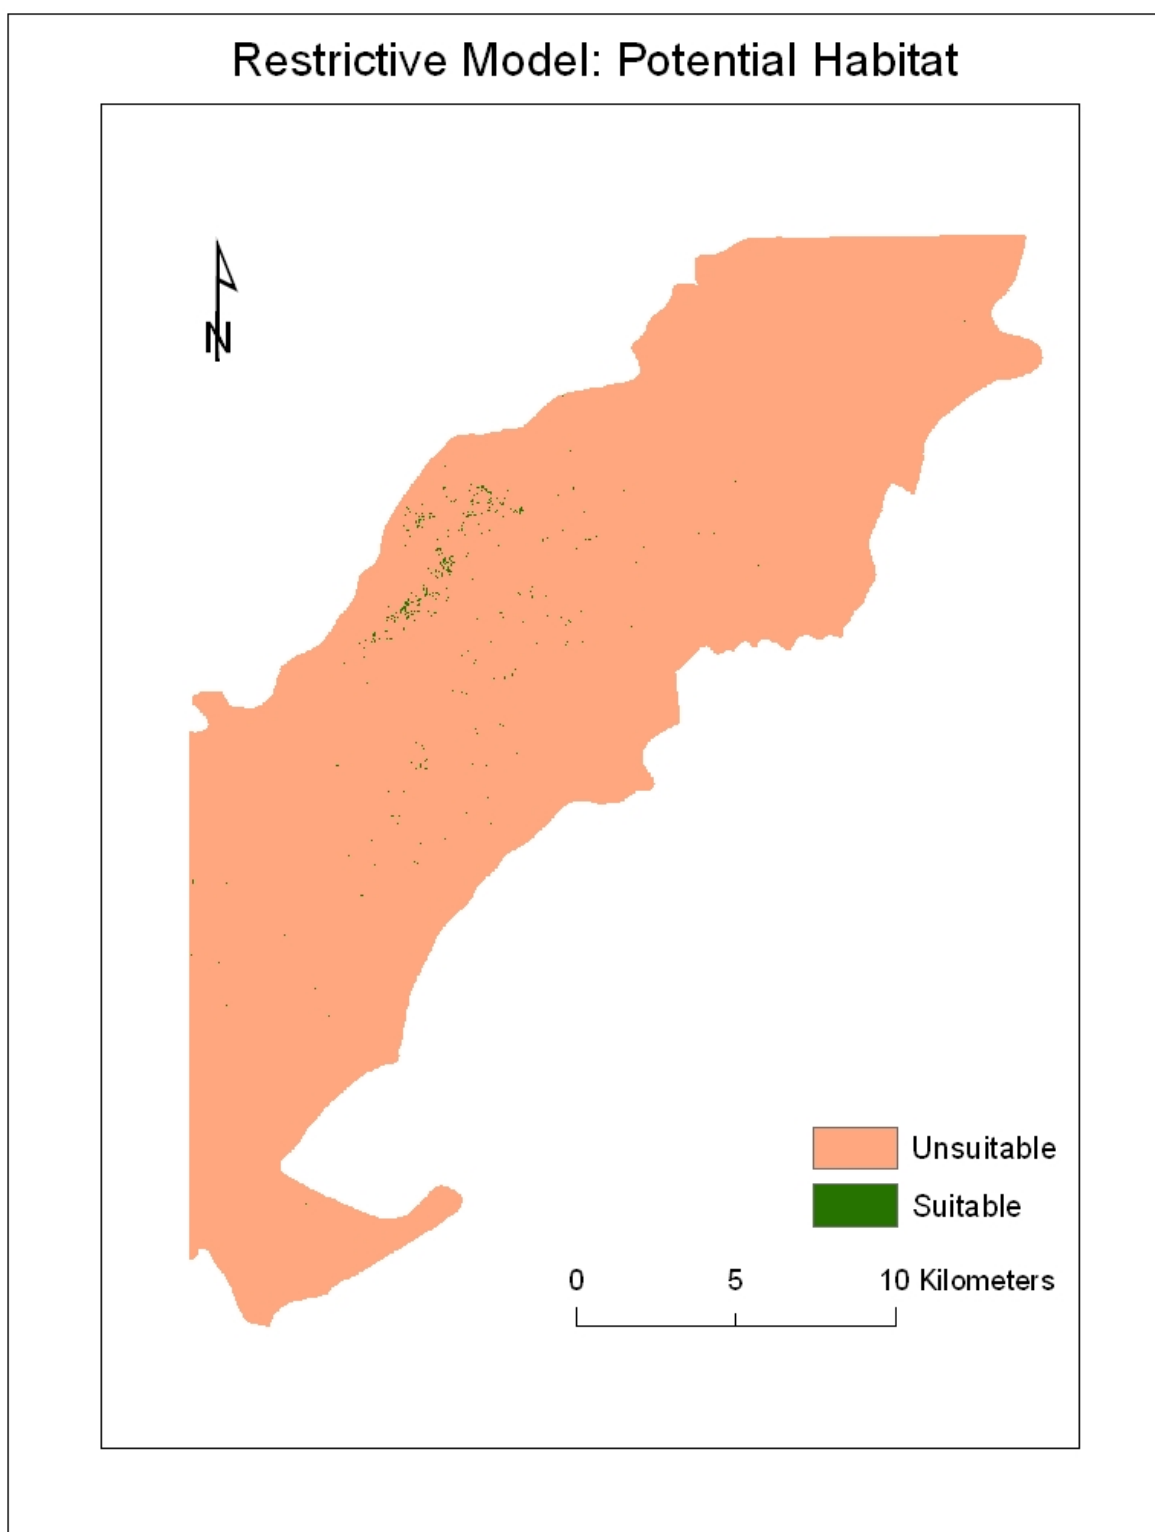 Restrictive Model: Potential Habitat
N
Unsuitable
Suitable
0 5 10 Kilometers